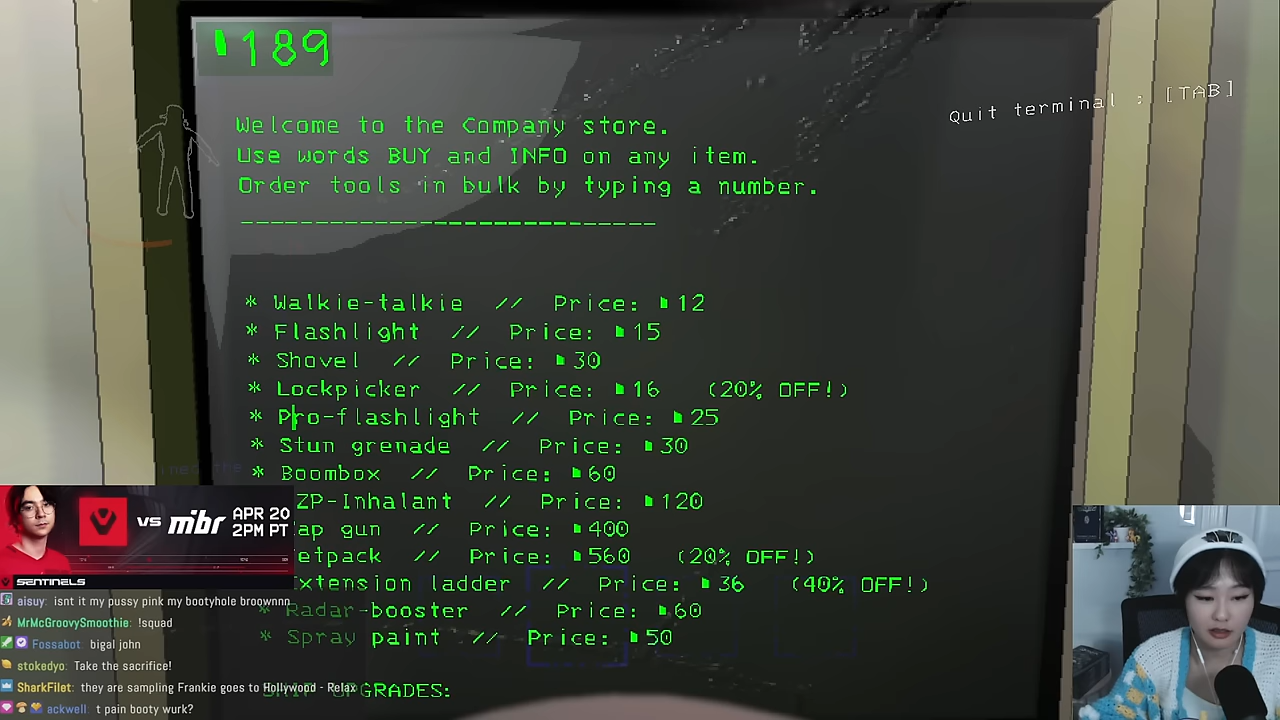 189
Quit terminal : [TAB]
Welcome to the Company store.
Use words BUY and INFO on any item.
Order tools in bulk by typing a number.
----------------------------
* Walkie-talkie // Price: 12
* Flashlight // Price: 15
* Shovel // Price: 30
* Lockpicker // Price: 16 (20% OFF!)
* Pro-flashlight // Price: 25
* Stun grenade // Price: 30
* Boombox // Price: 60
ZP-Inhalant // Price: 120
ap gun // Price: 400
etpack // Price: 560 (20% OFF!)
xtension ladder // Price: 36 (40% OFF!)
* Radar-booster // Price: 60
* Spray paint // Price: 50
UPGRADES:
VS mibr APR 20
2PM PT
SENTINELS
aisuy: isnt it my pussy pink my bootyhole broownnn
MrMcGroovySmoothie: !squad
Fossabot: bigal john
stokedyo: Take the sacrifice!
SharkFilet: they are sampling Frankie goes to Hollywood - Relax
ackwell: t pain booty wurk?